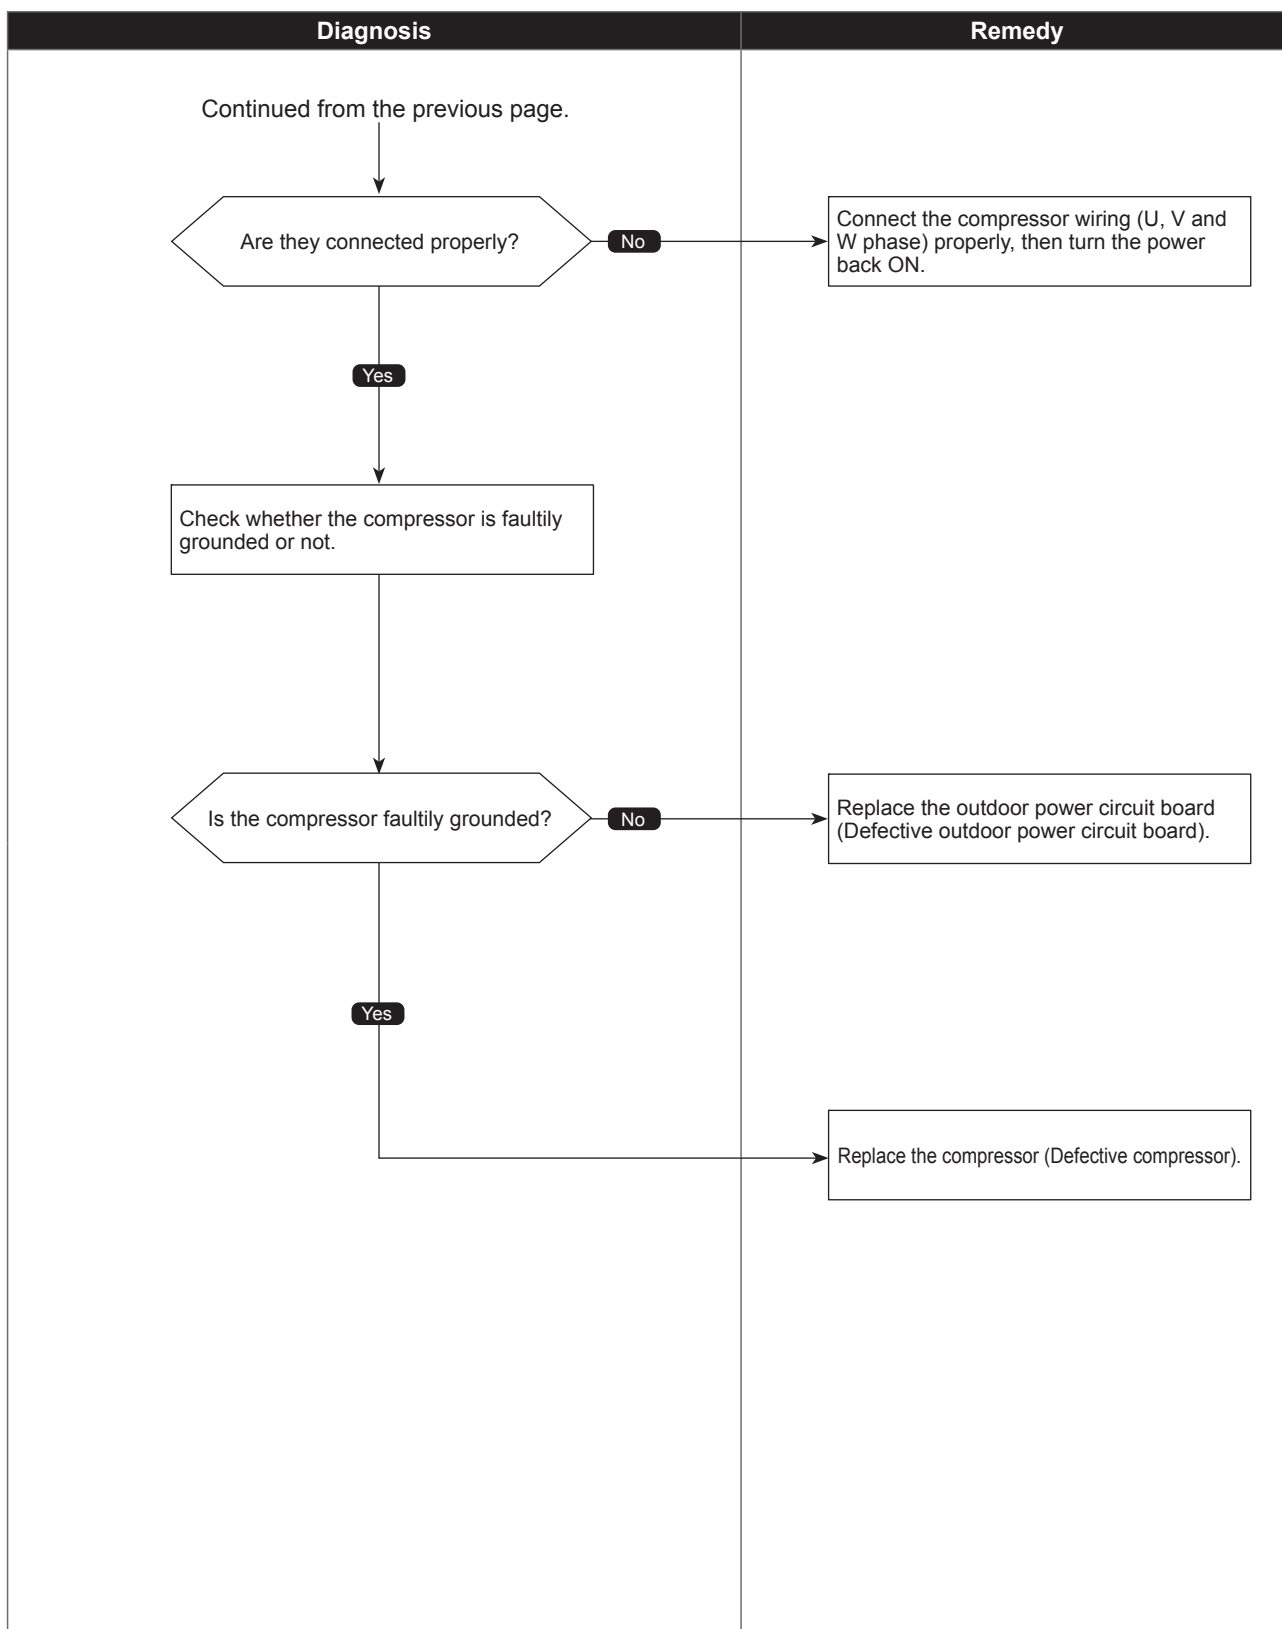 Diagnosis
Remedy
Continued from the previous page.
Are they connected properly?
No
Connect the compressor wiring (U, V and
W phase) properly, then turn the power
back ON.
Yes
Check whether the compressor is faultily
grounded or not.
Is the compressor faultily grounded?
No
Replace the outdoor power circuit board
(Defective outdoor power circuit board).
Yes
Replace the compressor (Defective compressor).